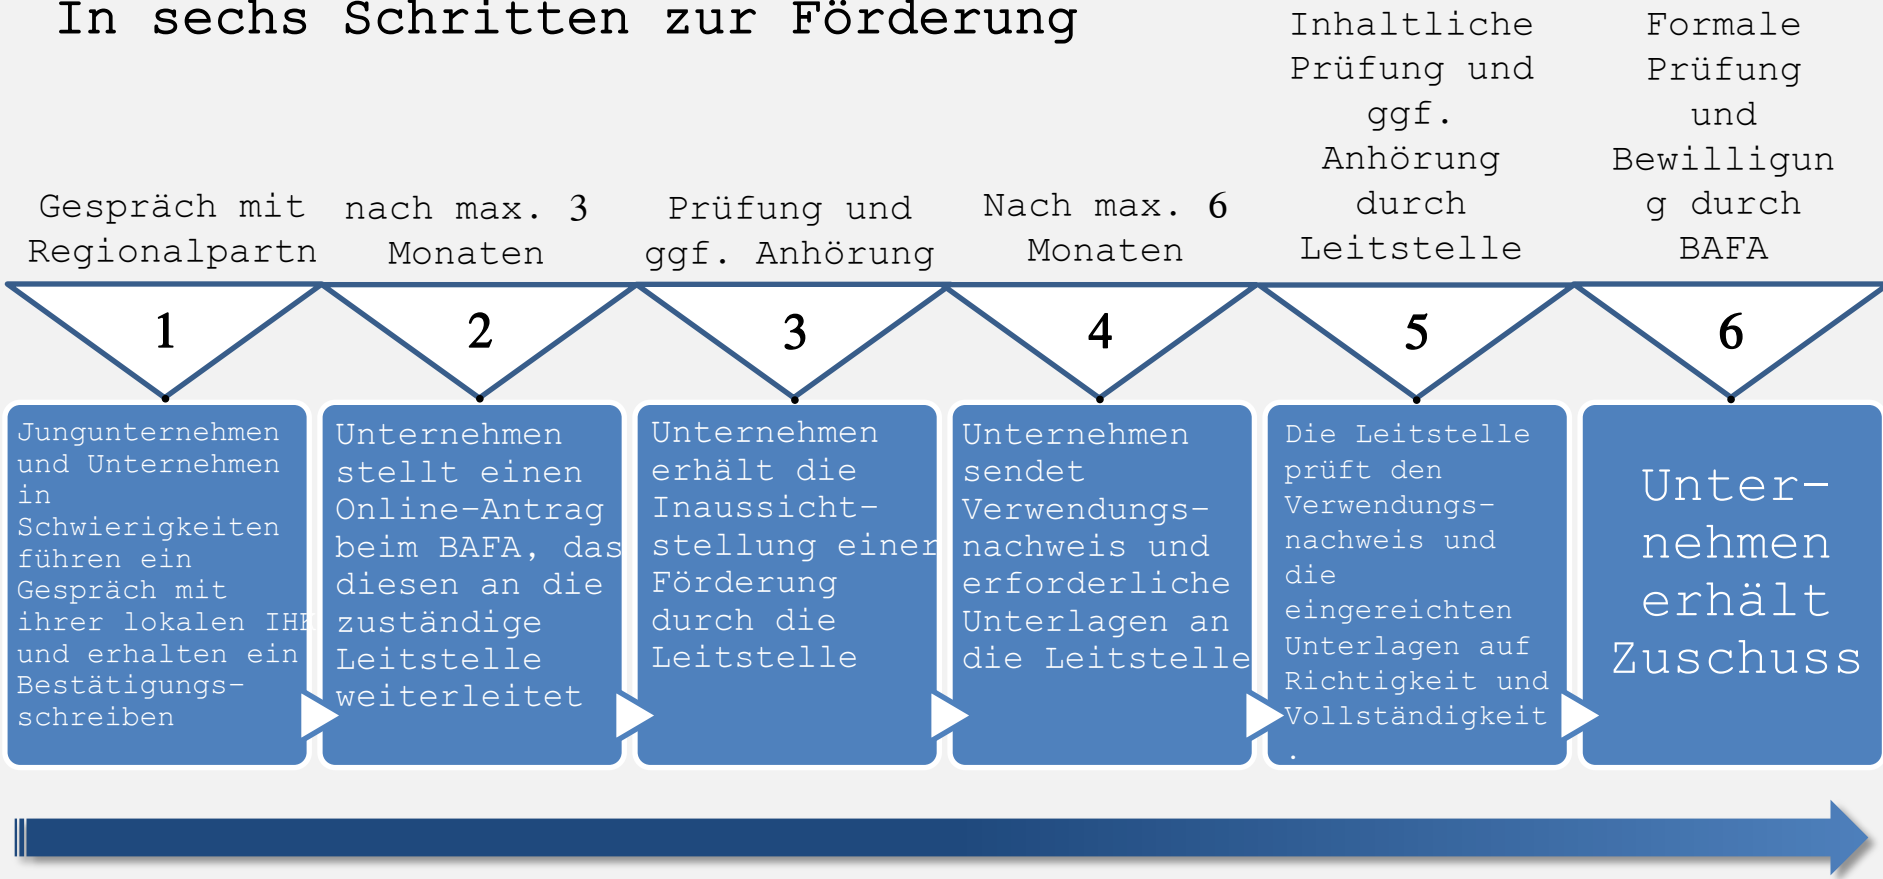 In sechs Schritten zur Förderung
Gespräch mit
Regionalpartn
nach max. 3
Monaten
Prüfung und
ggf. Anhörung
Nach max. 6
Monaten
Inhaltliche
Prüfung und
ggf.
Anhörung
durch
Leitstelle
Formale
Prüfung
und
Bewilligun
g durch
BAFA
1
2
3
4
5
6
Jungunternehmen
und Unternehmen
in
Schwierigkeiten
führen ein
Gespräch mit
ihrer lokalen IHK
und erhalten ein
Bestätigungs-
schreiben
Unternehmen
stellt einen
Online-Antrag
beim BAFA, das
diesen an die
zuständige
Leitstelle
weiterleitet
Unternehmen
erhält die
Inaussicht-
stellung einer
Förderung
durch die
Leitstelle
Unternehmen
sendet
Verwendungs-
nachweis und
erforderliche
Unterlagen an
die Leitstelle
Die Leitstelle
prüft den
Verwendungs-
nachweis und
die
eingereichten
Unterlagen auf
Richtigkeit und
Vollständigkeit
.
Unter-
nehmen
erhält
Zuschuss